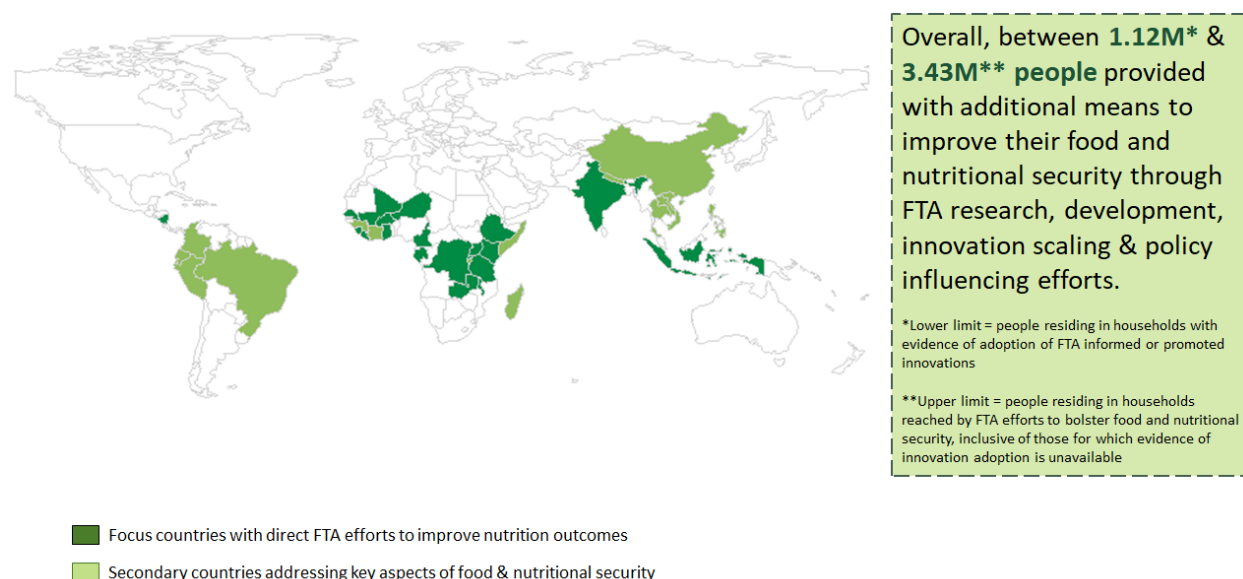 Overall, between 1.12M* &
3.43M** people provided
with additional means to
improve their food and
nutritional security through
FTA research, development,
innovation scaling & policy
influencing efforts.
*Lower limit = people residing in households with
evidence of adoption of FTA informed or promoted
innovations
**Upper limit = people residing in households
reached by FTA efforts to bolster food and nutritional
security, inclusive of those for which evidence of
innovation adoption is unavailable
Focus countries with direct FTA efforts to improve nutrition outcomes
Secondary countries addressing key aspects of food & nutritional security